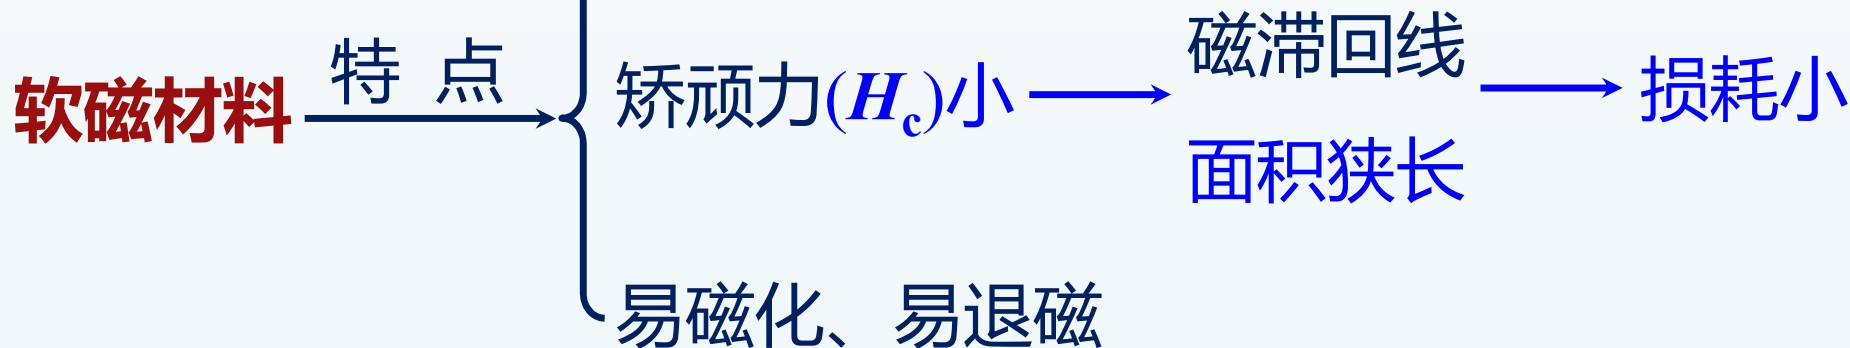 软磁材料
特 点
矫顽力(Hc)小
磁滞回线
面积狭长
损耗小
易磁化、易退磁